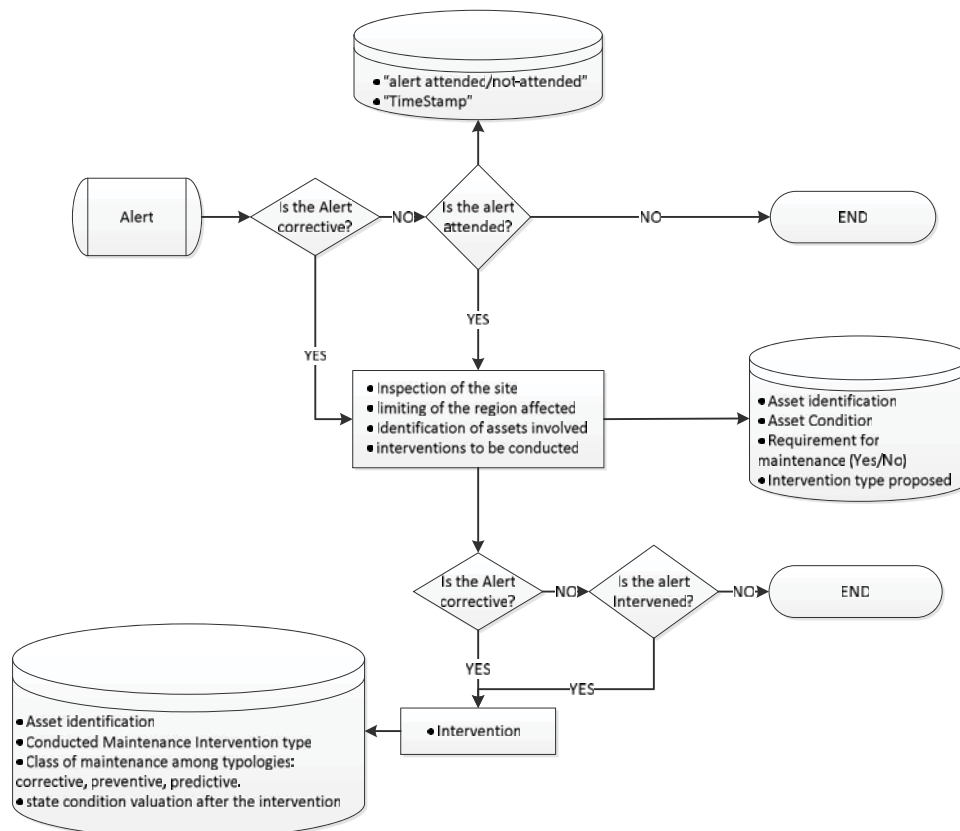 • "alert attended/not-attended"
• "TimeStamp"
Alert
Is the Alert
corrective?
NO
Is the alert
attended?
NO
END
YES
YES
• Inspection of the site
• limiting of the region affected
• Identification of assets involved
• interventions to be conducted
• Asset identification
• Asset Condition
• Requirement for
maintenance (Yes/No)
• Intervention type proposed
Is the Alert
corrective?
NO
Is the alert
Intervened?
NO
END
YES
YES
• Intervention
• Asset identification
• Conducted Maintenance Intervention type
• Class of maintenance among typologies:
corrective, preventive, predictive.
• state condition valuation after the intervention